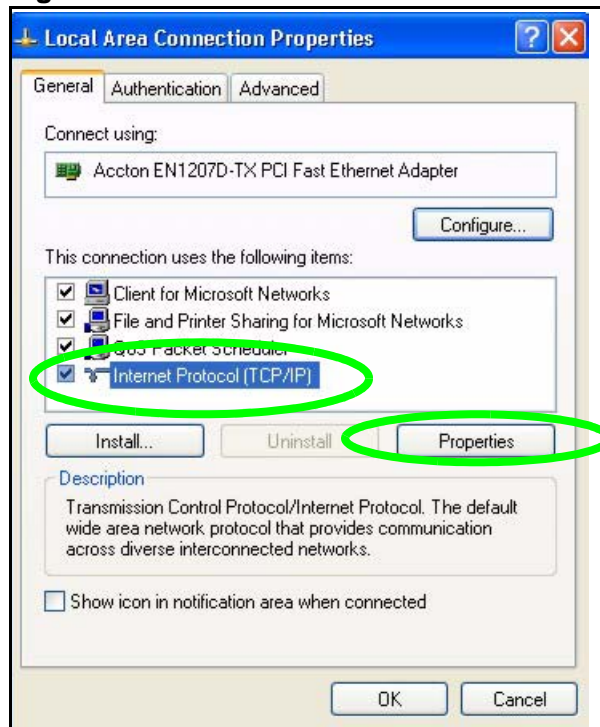 Local Area Connection Properties
General Authentication Advanced
Connect using:
Accton EN1207D-TX PCI Fast Ethernet Adapter
Configure...
This connection uses the following items:
Client for Microsoft Networks
File and Printer Sharing for Microsoft Networks
QoS Packet Scheduler
Internet Protocol (TCP/IP)
Install... Uninstall Properties
Description
Transmission Control Protocol/Internet Protocol. The default
wide area network protocol that provides communication
across diverse interconnected networks.
Show icon in notification area when connected
OK Cancel